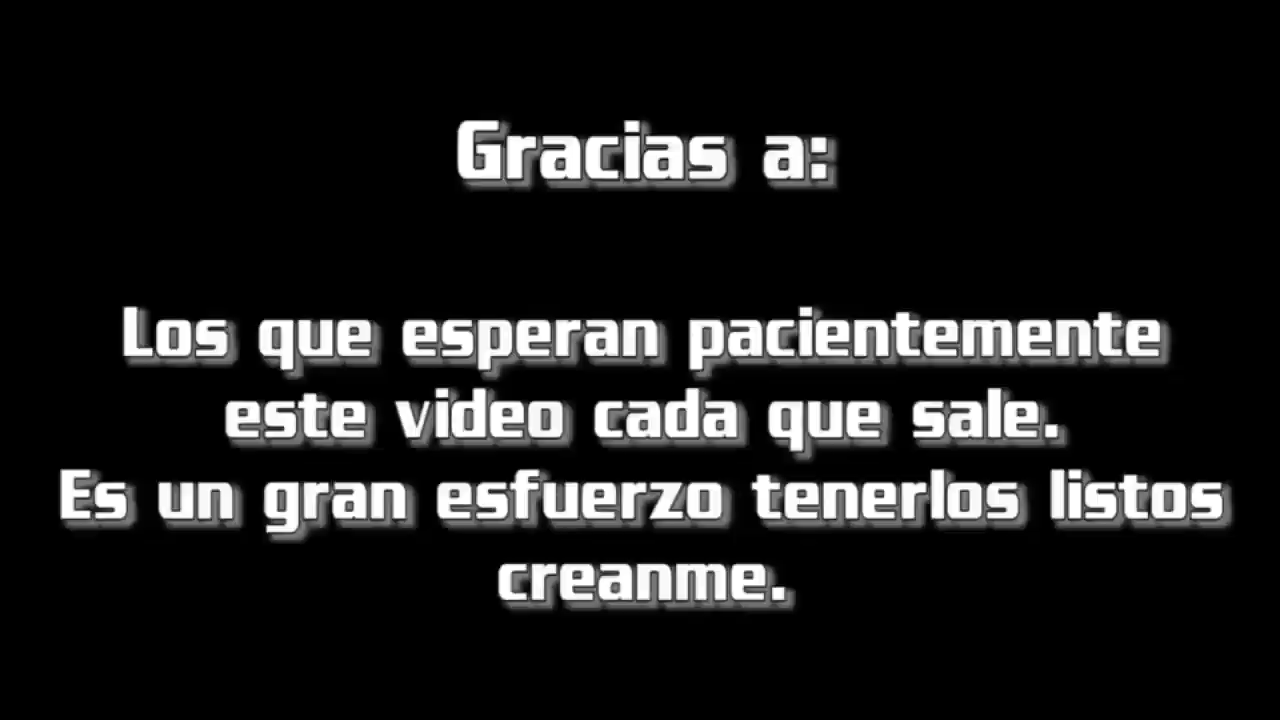 Gracias a:
Los que esperan pacientemente
este video cada que sale.
Es un gran esfuerzo tenerlos listos
creanme.